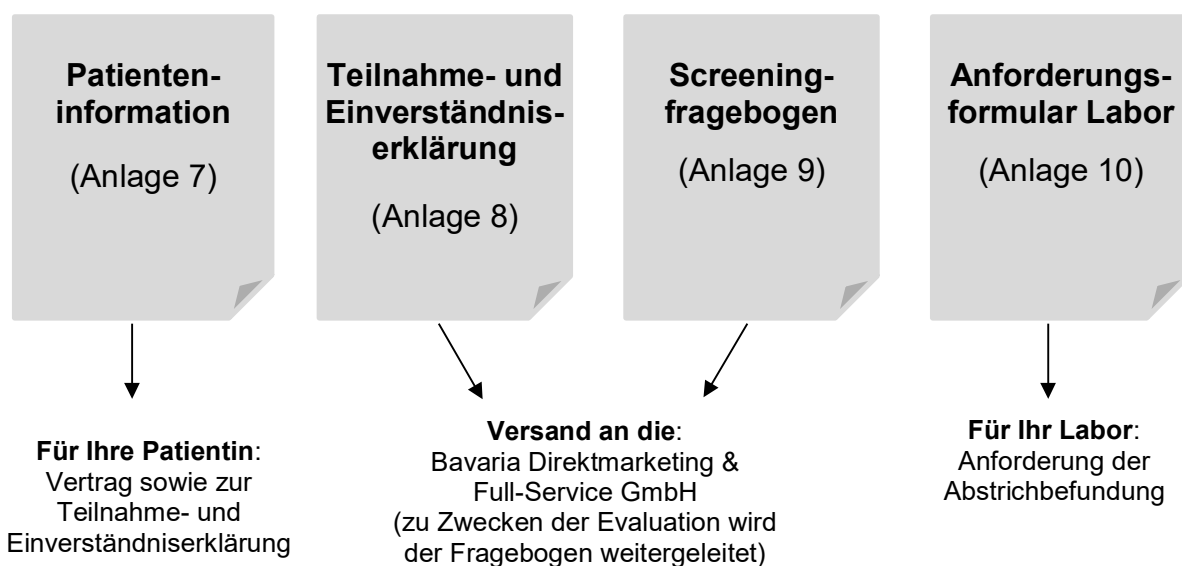 Patienten-
information
(Anlage 7)
Teilnahme- und
Einverständnis-
erklärung
(Anlage 8)
Screening-
fragebogen
(Anlage 9)
Anforderungs-
formular Labor
(Anlage 10)
Für Ihre Patientin:
Vertrag sowie zur
Teilnahme- und
Einverständniserklärung
Versand an die:
Bavaria Direktmarketing &
Full-Service GmbH
(zu Zwecken der Evaluation wird
der Fragebogen weitergeleitet)
Für Ihr Labor:
Anforderung der
Abstrichbefundung